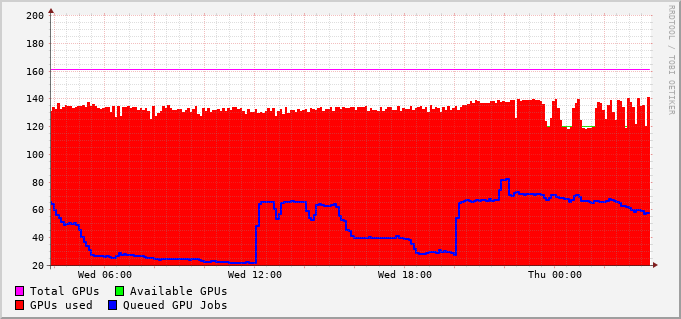 200
180
160
140
120
100
80
60
40
20
Wed 06:00 Wed 12:00 Wed 18:00 Thu 00:00
Total GPUs Available GPUs
GPUs used Queued GPU Jobs
RRDTOOL / TOBI OETIKER